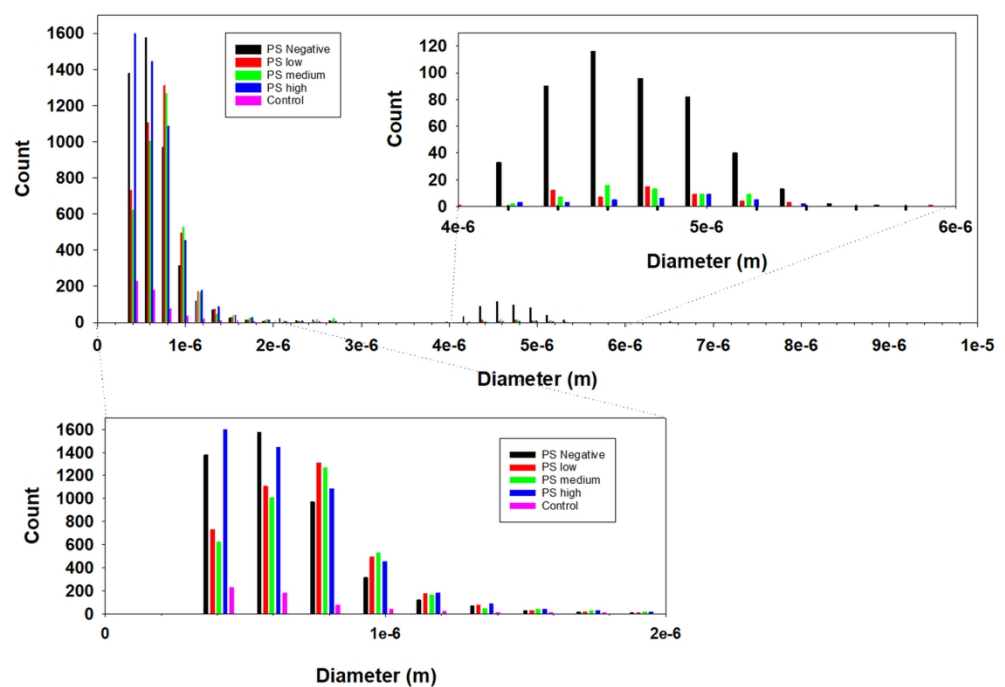 1600
1400
1200
1000
800
600
400
200
0
Count
PS Negative
PS low
PS medium
PS high
Control
0
1e-6
2e-6
3e-6
4e-6
5e-6
6e-6
7e-6
8e-6
9e-6
1e-5
Diameter (m)
120
100
80
60
40
20
0
Count
4e-6
5e-6
6e-6
Diameter (m)
1600
1400
1200
1000
800
600
400
200
0
Count
PS Negative
PS low
PS medium
PS high
Control
0
1e-6
2e-6
Diameter (m)